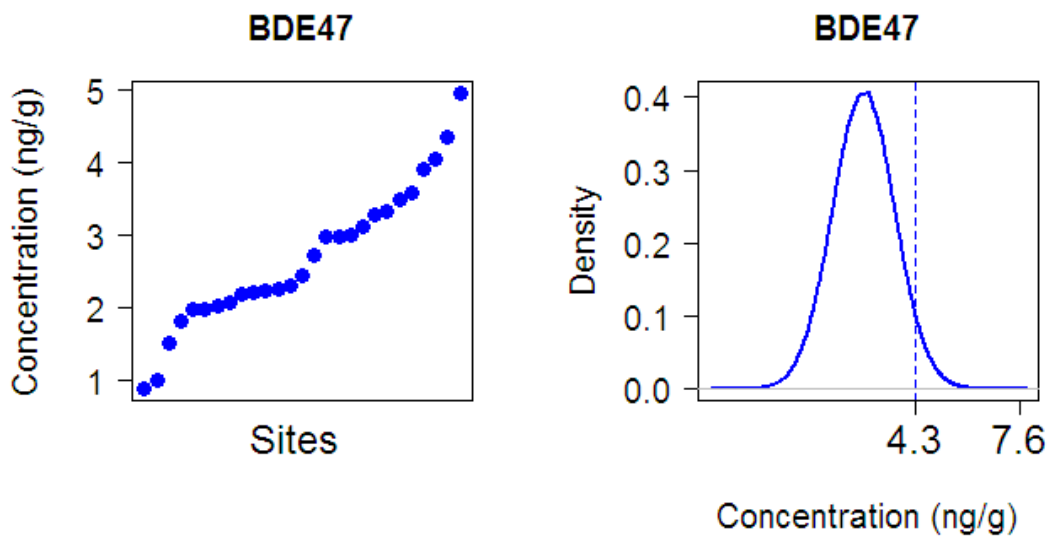 BDE47
Concentration (ng/g)
5
4
3
2
1
Sites
BDE47
Density
0.4
0.3
0.2
0.1
0.0
4.3 7.6
Concentration (ng/g)